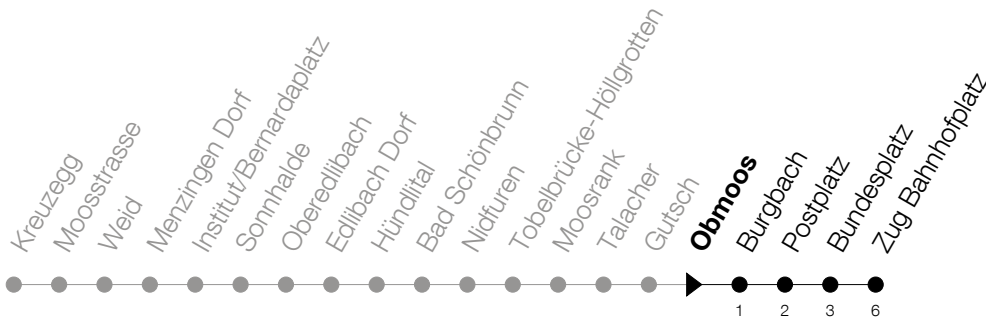 Kreuzegg
Moosstrasse
Weid
Menzingen Dorf
Institut/Bernardaplatz
Sonnhalde
Oberedlibach
Edlibach Dorf
Hündlital
Bad Schönbrunn
Nidfuren
Tobelbrücke-Höllgrotten
Moosrank
Talacher
Gutsch
Obmoos
Burgbach
Postplatz
Bundesplatz
Zug Bahnhofplatz
1 2 3 6